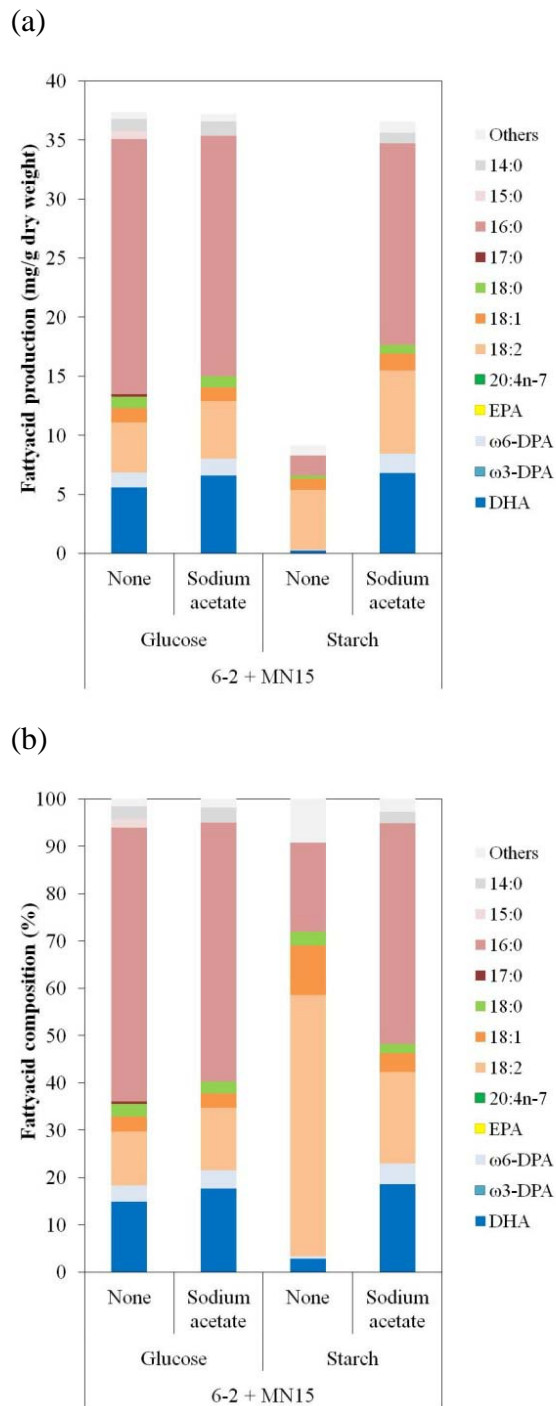 (a)
Fattyacid production (mg/g dry weight)
40
35
30
25
20
15
10
5
0
None
Sodium
acetate
None
Sodium
acetate
Glucose
Starch
6-2 + MN15
Others
14:0
15:0
16:0
17:0
18:0
18:1
18:2
20:4n-7
EPA
ω6-DPA
ω3-DPA
DHA
(b)
Fattyacid composition (%)
100
90
80
70
60
50
40
30
20
10
0
None
Sodium
acetate
None
Sodium
acetate
Glucose
Starch
6-2 + MN15
Others
14:0
15:0
16:0
17:0
18:0
18:1
18:2
20:4n-7
EPA
ω6-DPA
ω3-DPA
DHA